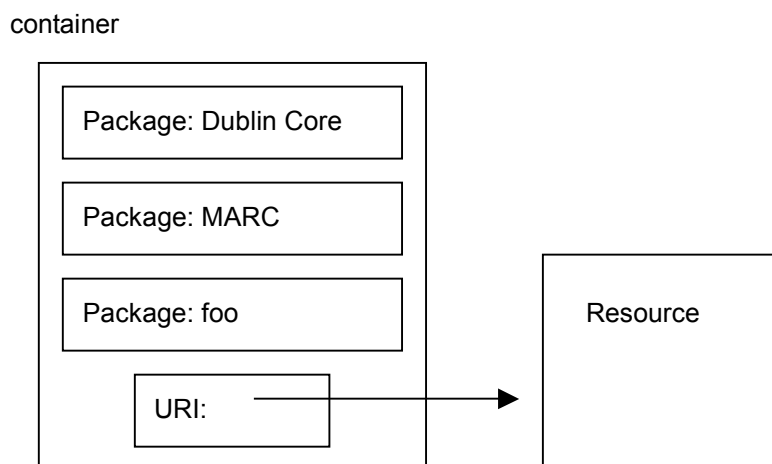 container
Package: Dublin Core
Package: MARC
Package: foo
Resource
URI: